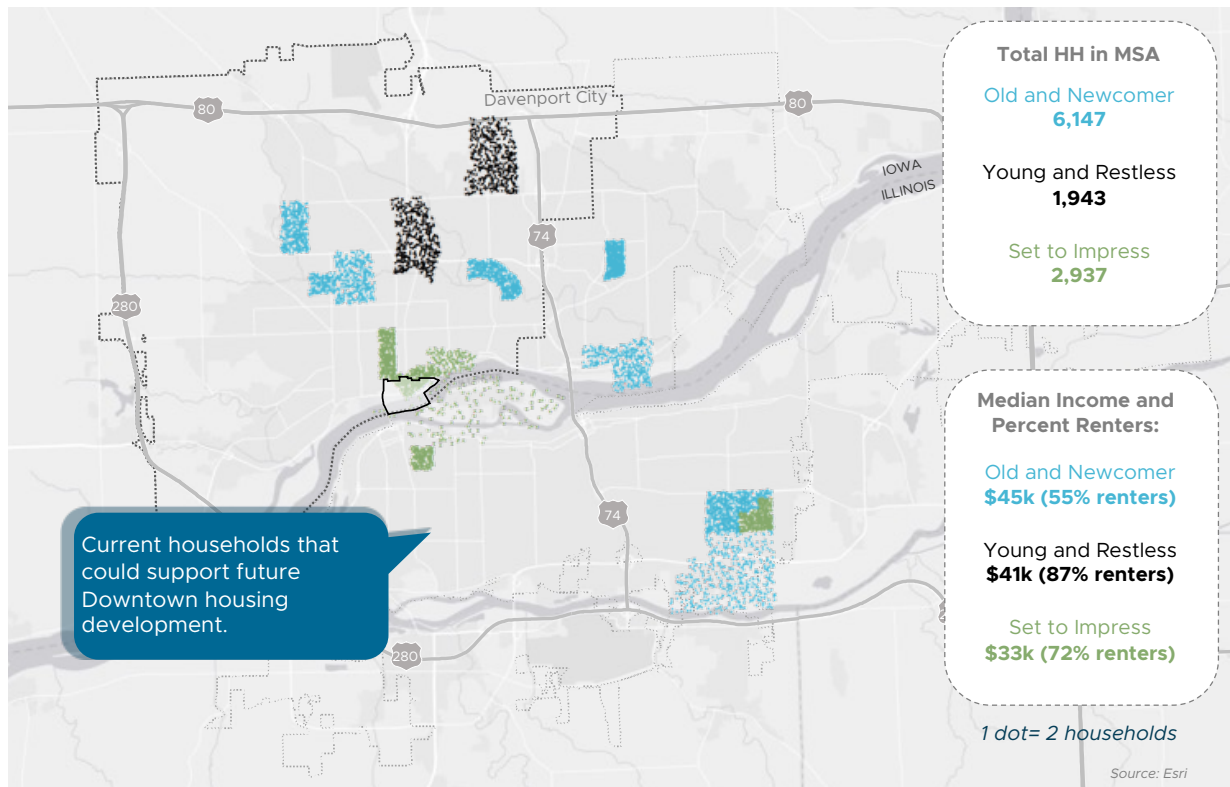 Total HH in MSA
Old and Newcomer
6,147
Young and Restless
1,943
Set to Impress
2,937
Davenport City
80
80
IOWA
ILLINOIS
74
280
74
280
Current households that
could support future
Downtown housing
development.
Median Income and
Percent Renters:
Old and Newcomer
$45k (55% renters)
Young and Restless
$41k (87% renters)
Set to Impress
$33k (72% renters)
1 dot= 2 households
Source: Esri